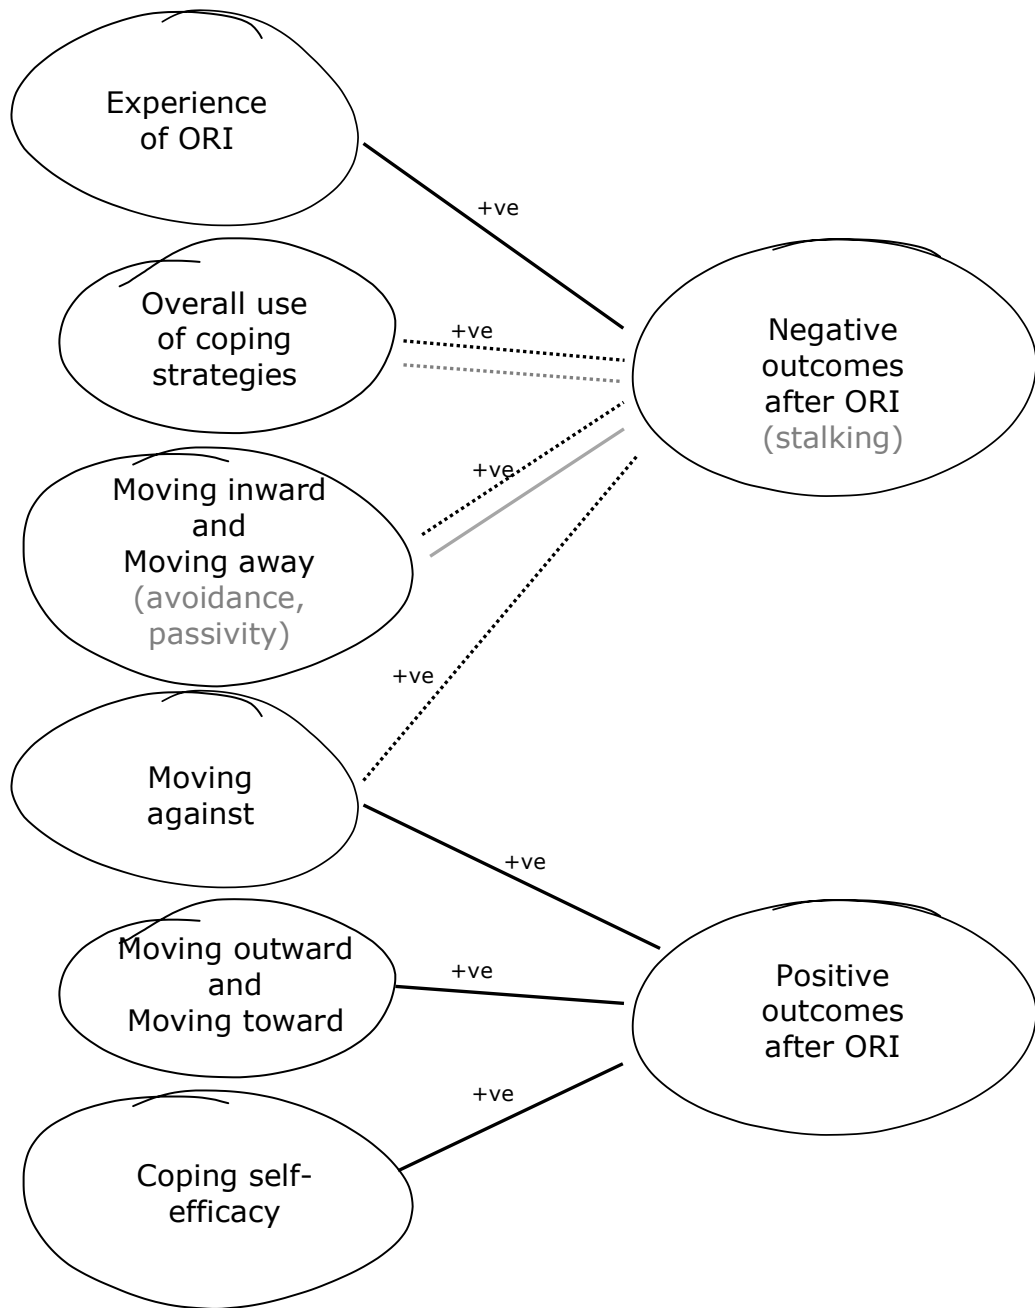 Experience
of ORI
+ve
Overall use
of coping
strategies
+ve
Negative
outcomes
after ORI
(stalking)
Moving inward
and
Moving away
(avoidance,
passivity)
+ve
+ve
Moving
against
+ve
Moving outward
and
Moving toward
+ve
Positive
outcomes
after ORI
+ve
Coping self-
efficacy